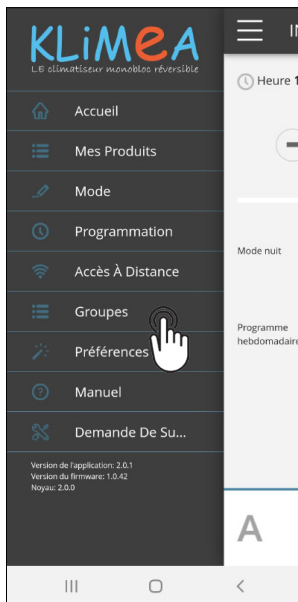 KLiMeA
LE climatiseur monobloc réversible
Accueil
Mes Produits
Mode
Programmation
Accès À Distance
Groupes
Préférences
Manuel
Demande De Su...
Version de l'application: 2.0.1
Version du firmware: 1.0.42
Noyau: 2.0.0
IN
Heure 1
Mode nuit
Programme
hebdomadaire
A